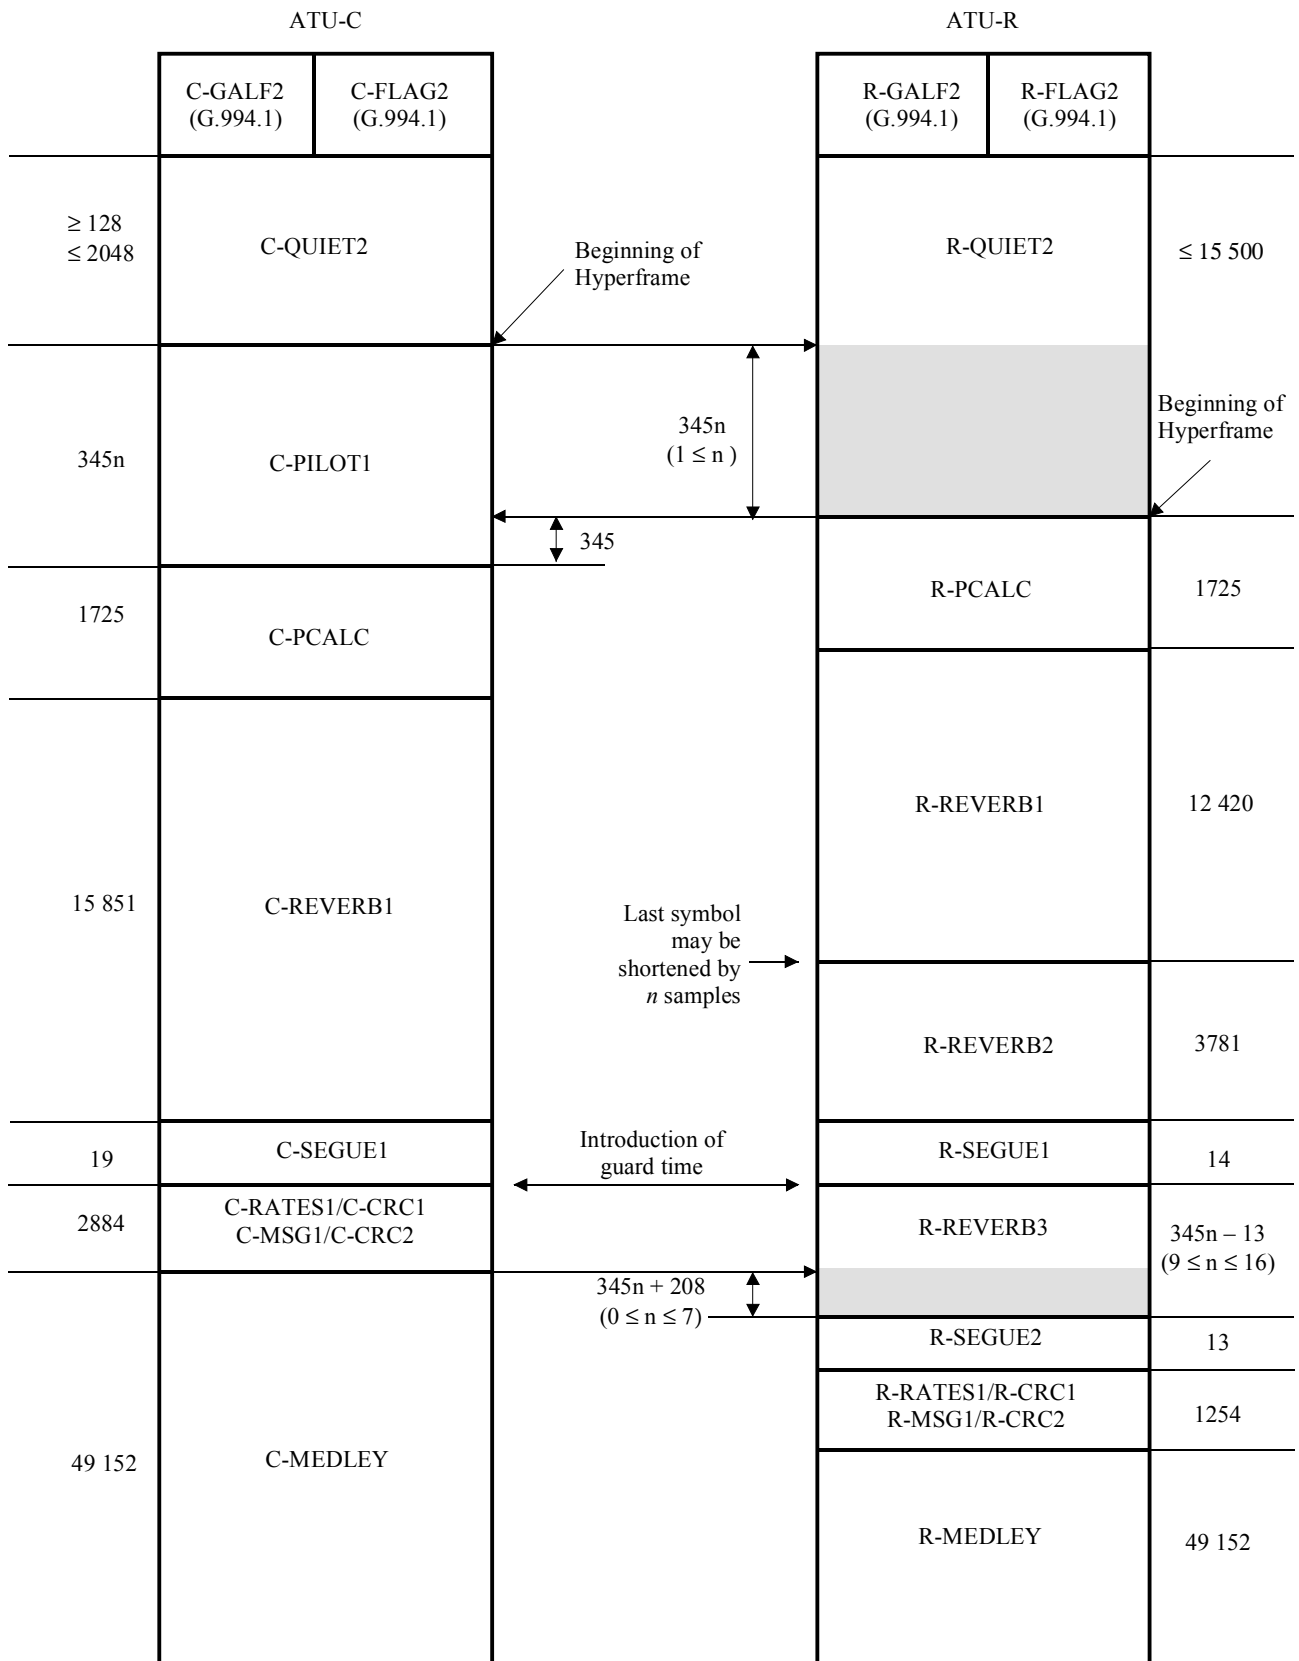 ATU-C
ATU-R
C-GALF2
(G.994.1)
C-FLAG2
(G.994.1)
R-GALF2
(G.994.1)
R-FLAG2
(G.994.1)
≥ 128
≤ 2048
C-QUIET2
Beginning of
Hyperframe
R-QUIET2
≤ 15 500
345n
C-PILOT1
345n
(1 ≤ n )
Beginning of
Hyperframe
345
1725
C-PCALC
R-PCALC
1725
15 851
C-REVERB1
R-REVERB1
12 420
Last symbol
may be
shortened by
n samples
R-REVERB2
3781
19
C-SEGUE1
Introduction of
guard time
R-SEGUE1
14
2884
C-RATES1/C-CRC1
C-MSG1/C-CRC2
R-REVERB3
345n – 13
(9 ≤ n ≤ 16)
345n + 208
(0 ≤ n ≤ 7)
R-SEGUE2
13
R-RATES1/R-CRC1
R-MSG1/R-CRC2
1254
49 152
C-MEDLEY
R-MEDLEY
49 152